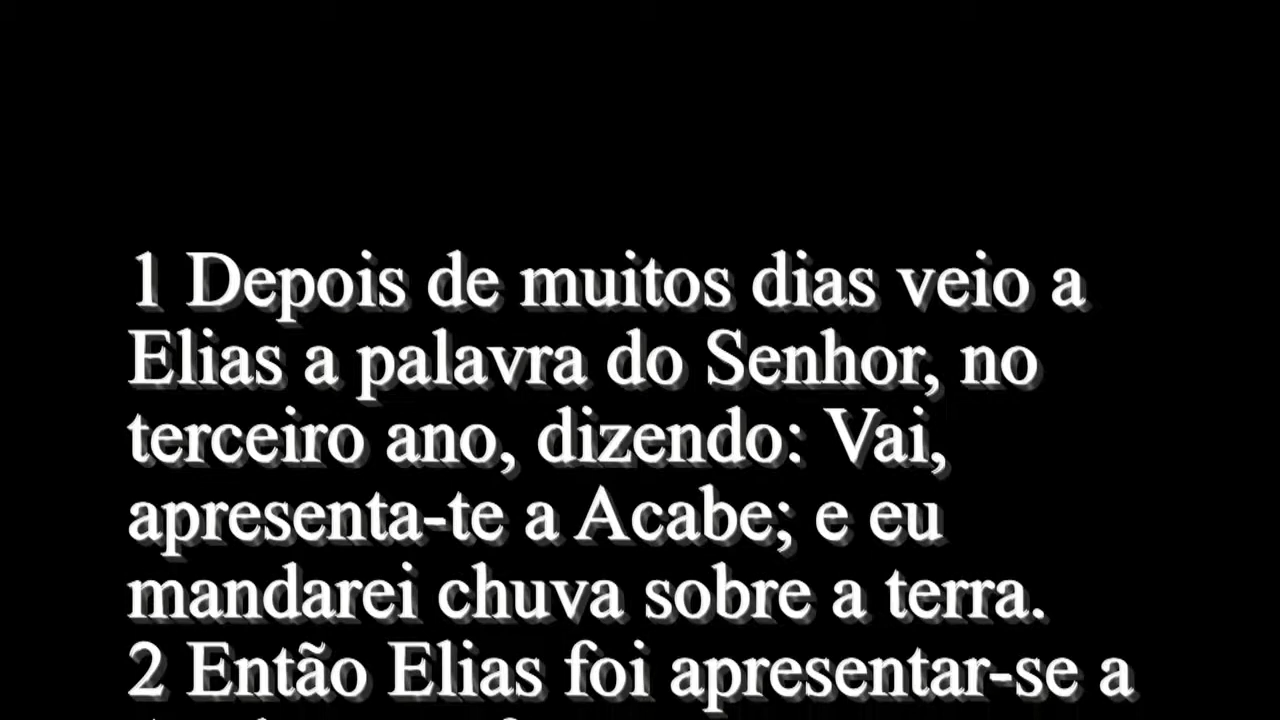 1 Depois de muitos dias veio a
Elias a palavra do Senhor, no
terceiro ano, dizendo: Vai,
apresenta-te a Acabe; e eu
mandarei chuva sobre a terra.
2 Então Elias foi apresentar-se a